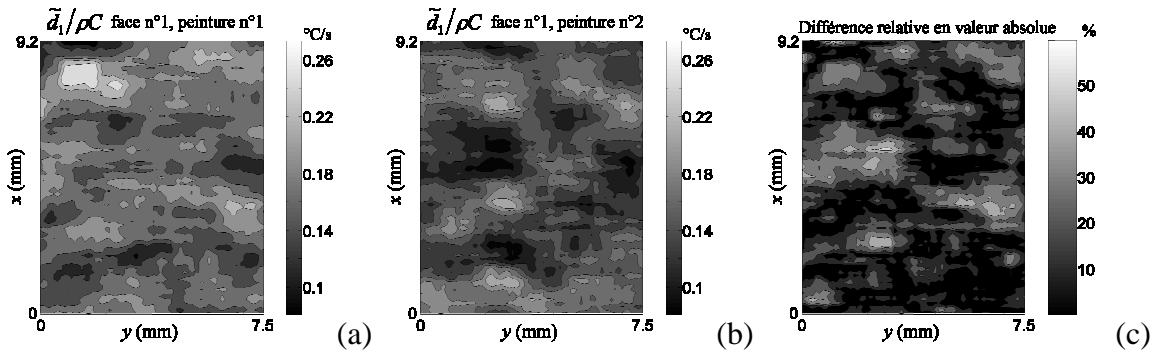 d̃₁/ρC face n°1, peinture n°1
°C/s
9.2
0.26
0.22
0.18
0.14
0.1
x (mm)
0
0
7.5
y (mm)
(a)
d̃₁/ρC face n°1, peinture n°2
°C/s
9.2
0.26
0.22
0.18
0.14
0.1
x (mm)
0
0
7.5
y (mm)
(b)
Différence relative en valeur absolue
%
9.2
50
40
30
20
10
x (mm)
0
0
7.5
y (mm)
(c)